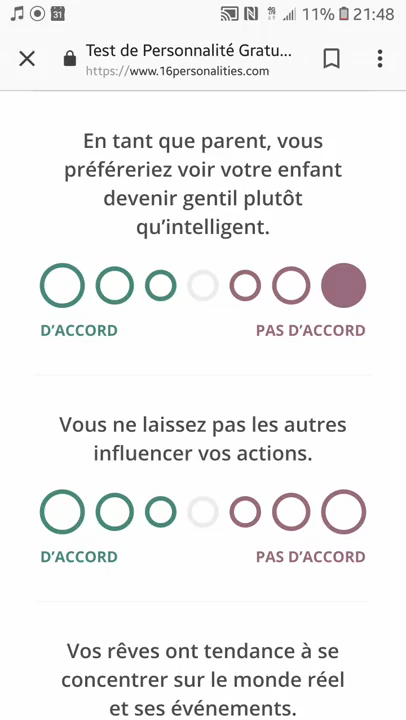 31
4G
11%
21:48
Test de Personnalité Gratu...
https://www.16personalities.com
En tant que parent, vous
préféreriez voir votre enfant
devenir gentil plutôt
qu'intelligent.
D'ACCORD
PAS D'ACCORD
Vous ne laissez pas les autres
influencer vos actions.
D'ACCORD
PAS D'ACCORD
Vos rêves ont tendance à se
concentrer sur le monde réel
et ses événements.